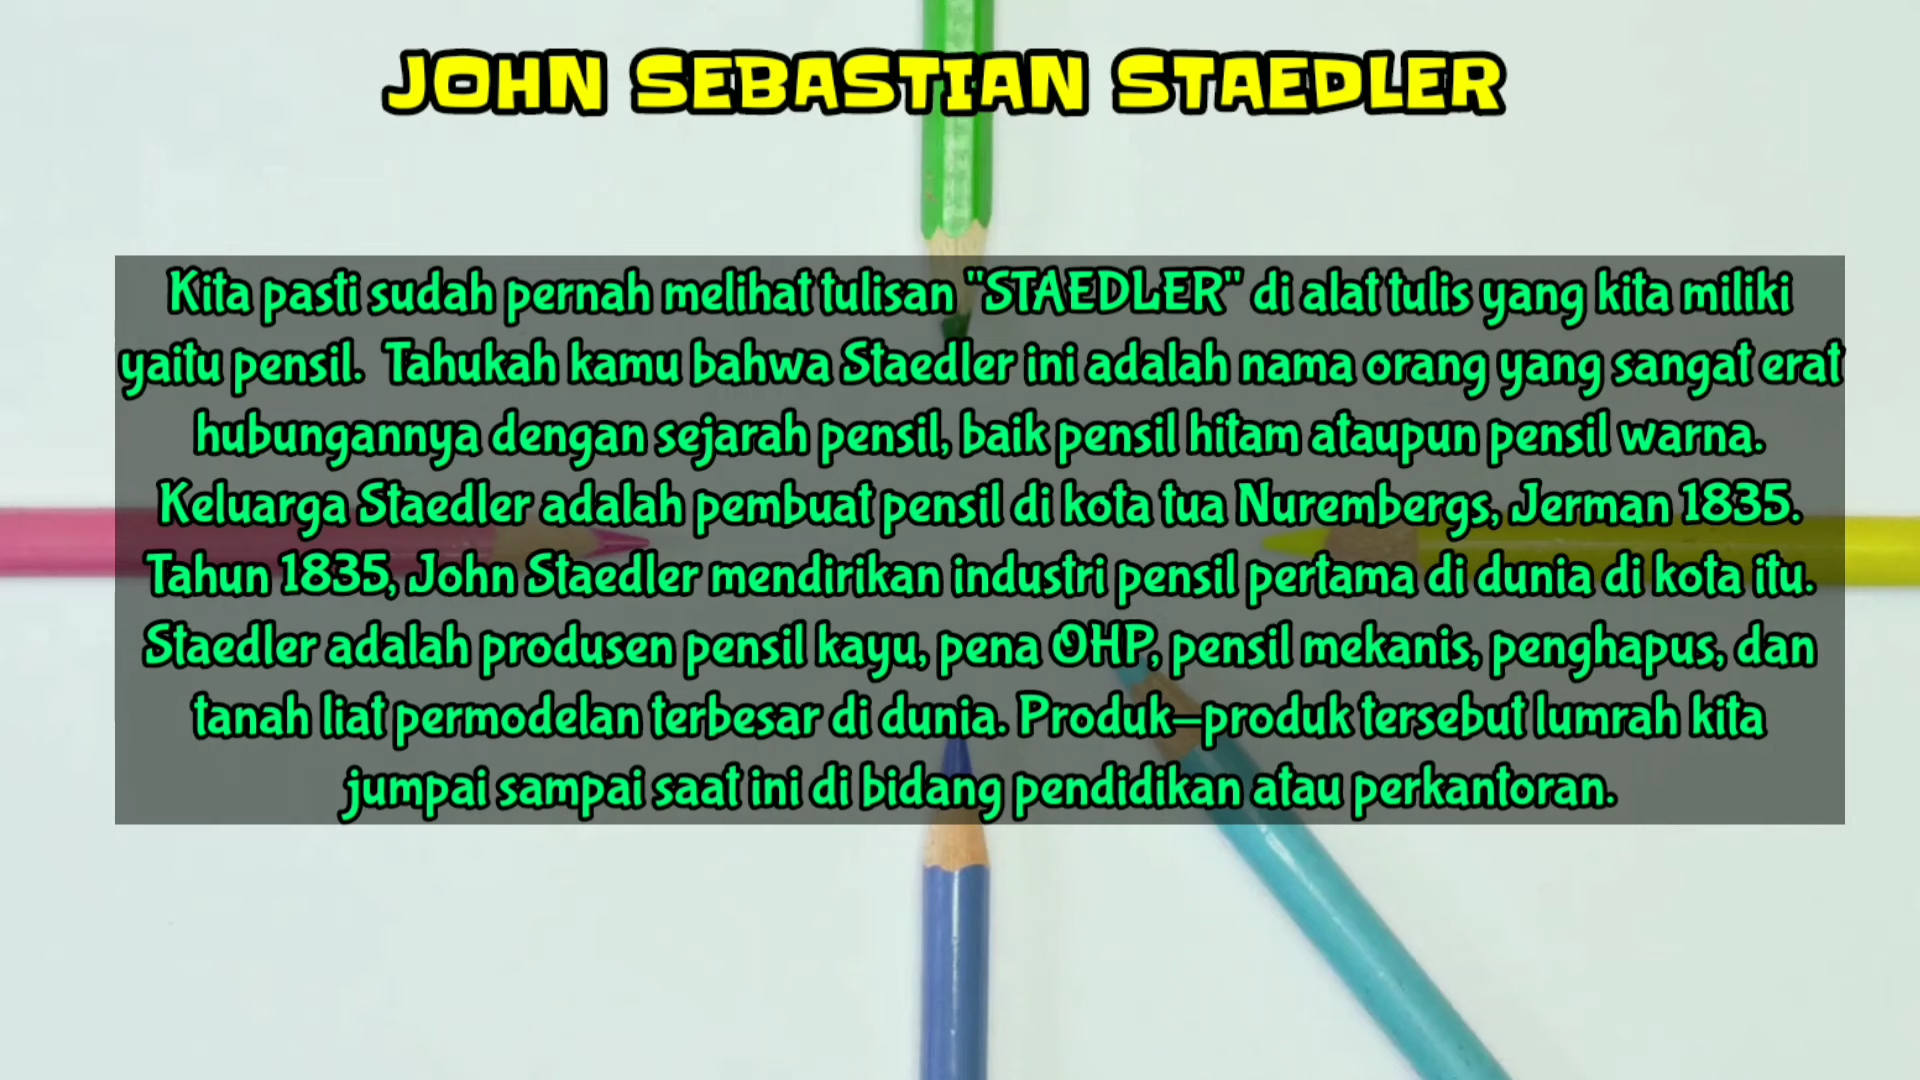 JOHN SEBASTIAN STAEDLER
Kita pasti sudah pernah melihat tulisan "STAEDLER" di alat tulis yang kita miliki
yaitu pensil. Tahukah kamu bahwa Staedler ini adalah nama orang yang sangat erat
hubungannya dengan sejarah pensil, baik pensil hitam ataupun pensil warna.
Keluarga Staedler adalah pembuat pensil di kota tua Nurembergs, Jerman 1835.
Tahun 1835, John Staedler mendirikan industri pensil pertama di dunia di kota itu.
Staedler adalah produsen pensil kayu, pena OHP, pensil mekanis, penghapus, dan
tanah liat permodelan terbesar di dunia. Produk-produk tersebut lumrah kita
jumpai sampai saat ini di bidang pendidikan atau perkantoran.